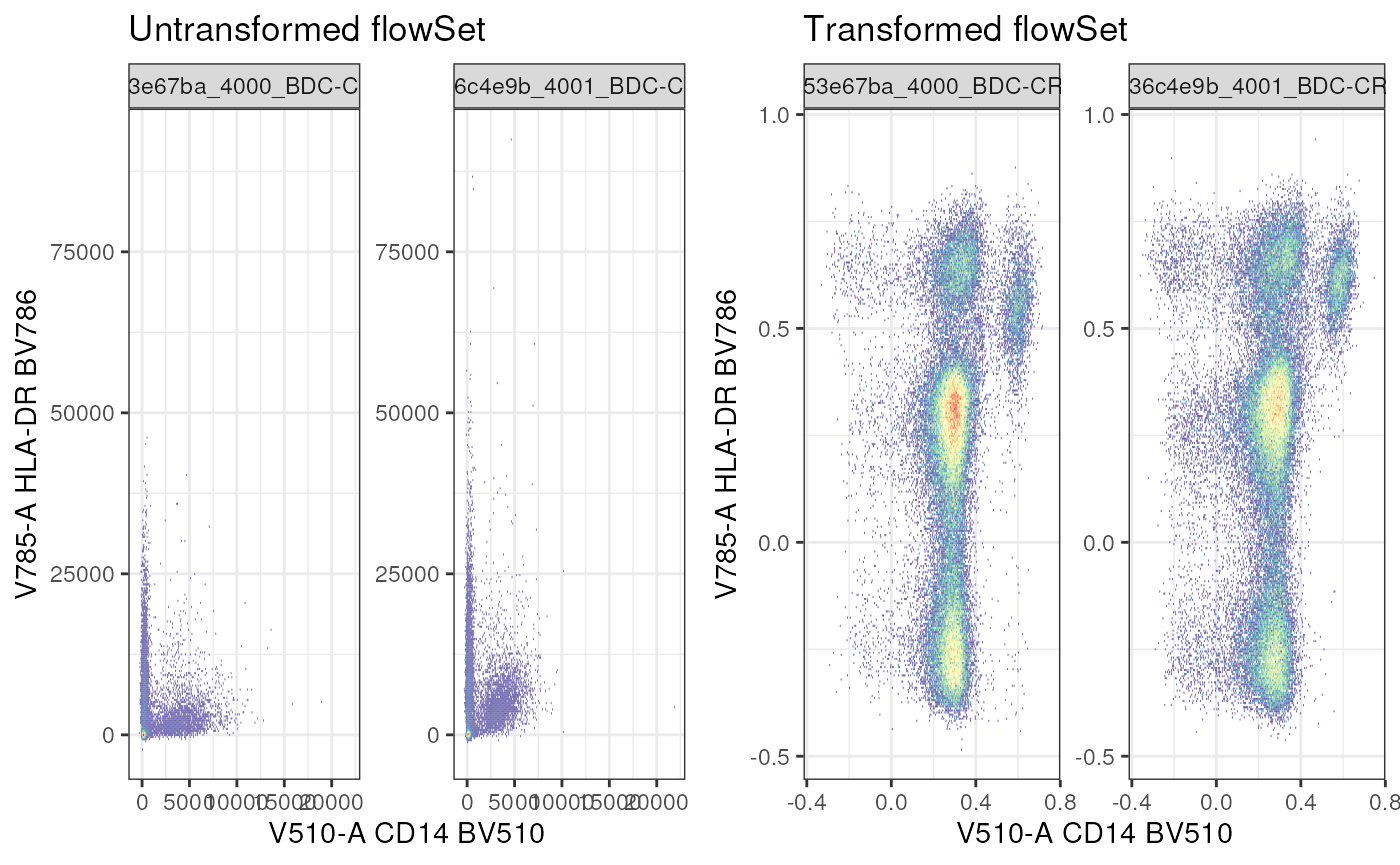 Untransformed flowSet
3e67ba_4000_BDC-C
6c4e9b_4001_BDC-C
V785-A HLA-DR BV786
75000
50000
25000
0
75000
50000
25000
0
0 5000 10000 15000 20000
0 5000 10000 15000 20000
V510-A CD14 BV510
Transformed flowSet
53e67ba_4000_BDC-CR
36c4e9b_4001_BDC-CR
V785-A HLA-DR BV786
1.0
0.5
0.0
-0.5
1.0
0.5
0.0
-0.5
-0.4 0.0 0.4 0.8
-0.4 0.0 0.4 0.8
V510-A CD14 BV510